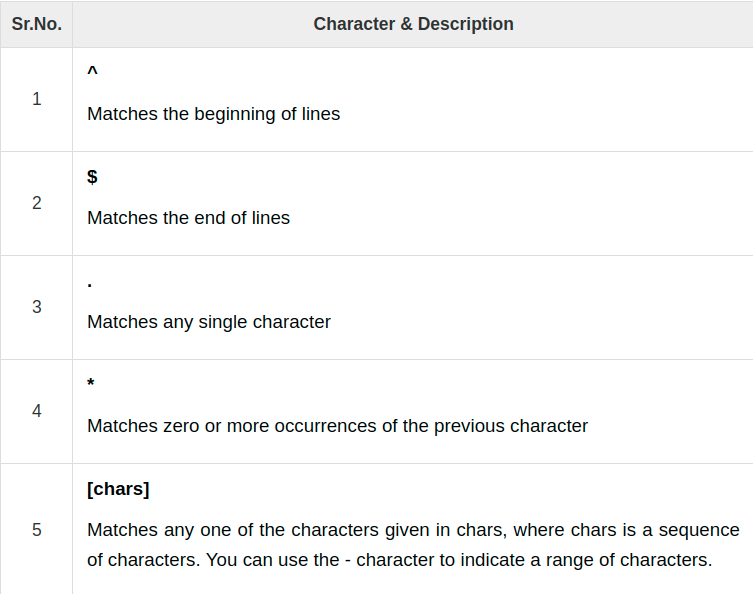 Sr.No. Character & Description
1
^
Matches the beginning of lines
2
$
Matches the end of lines
3
.
Matches any single character
4
*
Matches zero or more occurrences of the previous character
5
[chars]
Matches any one of the characters given in chars, where chars is a sequence
of characters. You can use the - character to indicate a range of characters.